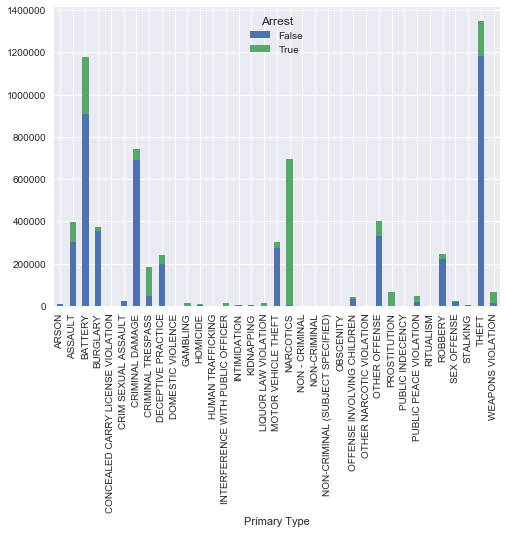 Arrest
False
True
1400000
1200000
1000000
800000
600000
400000
200000
0
ARSON
ASSAULT
BATTERY
BURGLARY
CONCEALED CARRY LICENSE VIOLATION
CRIM SEXUAL ASSAULT
CRIMINAL DAMAGE
CRIMINAL TRESPASS
DECEPTIVE PRACTICE
DOMESTIC VIOLENCE
GAMBLING
HOMICIDE
HUMAN TRAFFICKING
INTERFERENCE WITH PUBLIC OFFICER
INTIMIDATION
KIDNAPPING
LIQUOR LAW VIOLATION
MOTOR VEHICLE THEFT
NARCOTICS
NON - CRIMINAL
NON-CRIMINAL
NON-CRIMINAL (SUBJECT SPECIFIED)
OBSCENITY
OFFENSE INVOLVING CHILDREN
OTHER NARCOTIC VIOLATION
OTHER OFFENSE
PROSTITUTION
PUBLIC INDECENCY
PUBLIC PEACE VIOLATION
RITUALISM
ROBBERY
SEX OFFENSE
STALKING
THEFT
WEAPONS VIOLATION
Primary Type